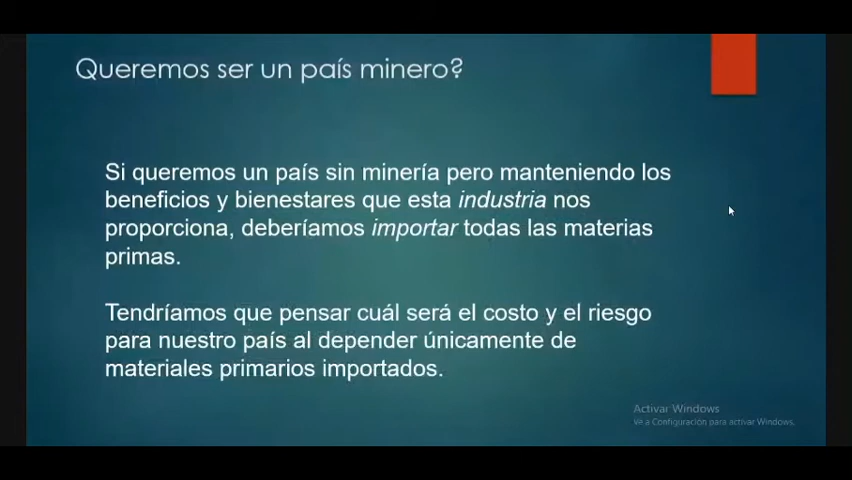 Queremos ser un país minero?
Si queremos un país sin minería pero manteniendo los
beneficios y bienestares que esta industria nos
proporciona, deberíamos importar todas las materias
primas.
Tendríamos que pensar cuál será el costo y el riesgo
para nuestro país al depender únicamente de
materiales primarios importados.
Activar Windows
Ve a Configuración para activar Windows.